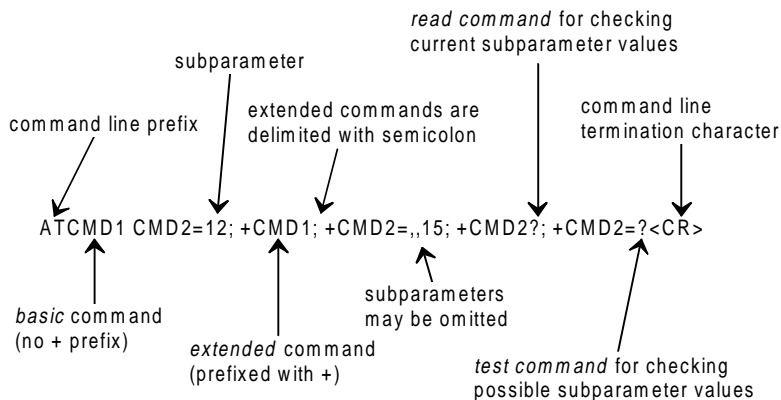 read command for checking
current subparameter values
subparameter
extended commands are
delimited with semicolon
command line
termination character
command line prefix
ATCMD1 CMD2=12; +CMD1; +CMD2=,,15; +CMD2?; +CMD2=?<CR>
subparameters
may be omitted
basic command
(no + prefix)
extended command
(prefixed with +)
test command for checking
possible subparameter values